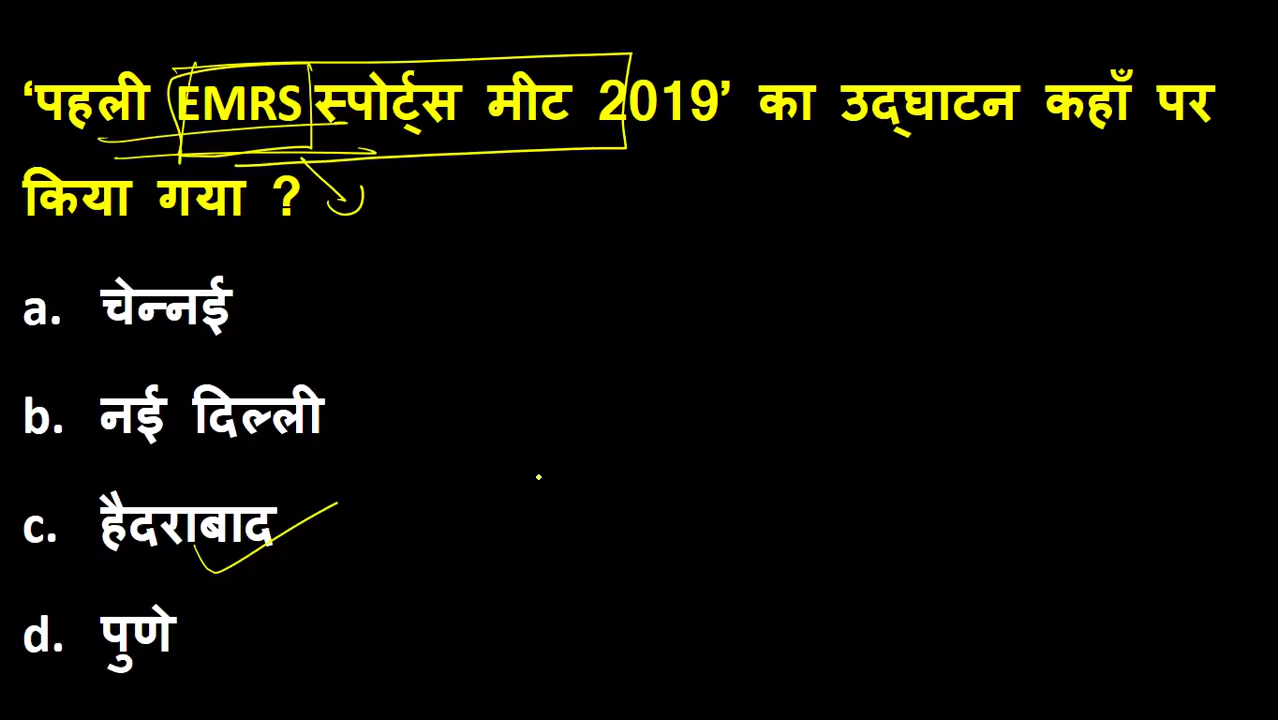 ‘पहली EMRS स्पोर्ट्स मीट 2019’ का उद्घाटन कहाँ पर
किया गया ?
a. चेन्नई
b. नई दिल्ली
c. हैदराबाद
d. पुणे